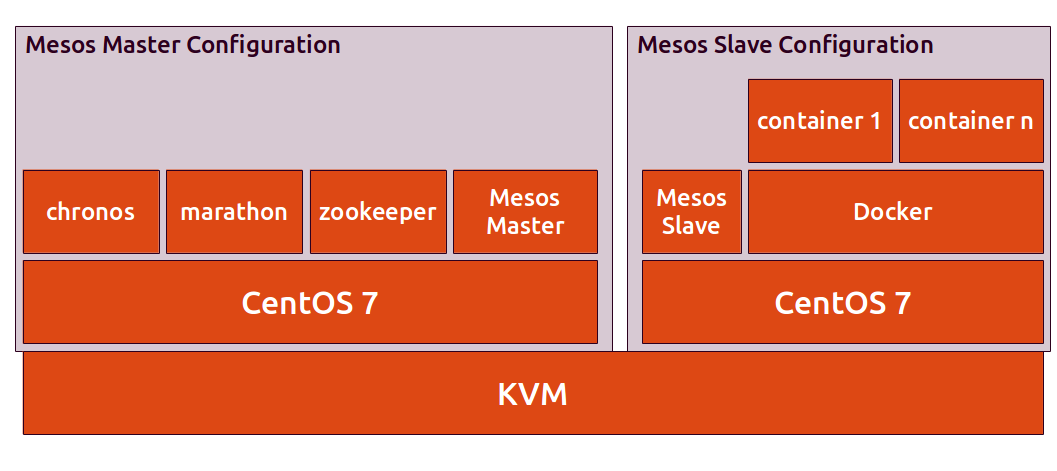 Mesos Master Configuration
Mesos Slave Configuration
container 1
container n
chronos
marathon
zookeeper
Mesos
Master
Mesos
Slave
Docker
CentOS 7
CentOS 7
KVM